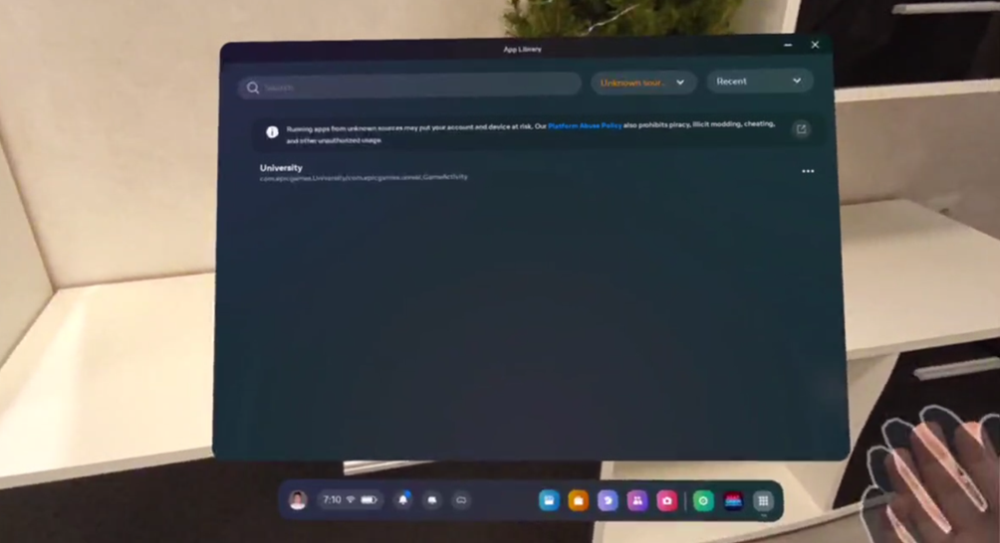 App Library
Search
Unknown sour...
Recent
Running apps from unknown sources may put your account and device at risk. Our Platform Abuse Policy also prohibits piracy, illicit modding, cheating,
and other unauthorized usage.
University
com.epicgames.University/com.epicgames.unreal.GameActivity
7:10